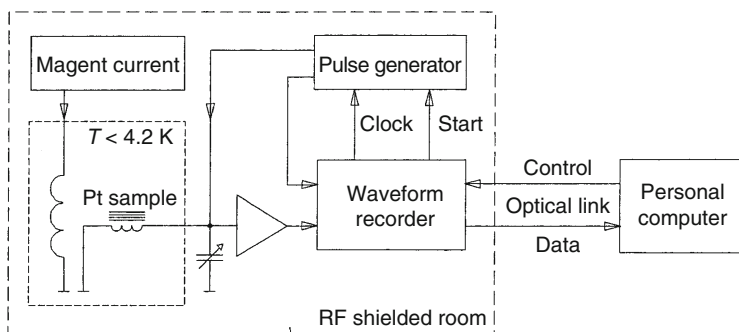 Magent current
Pulse generator
T < 4.2 K
Clock
Start
Pt sample
Waveform
recorder
Control
Optical link
Data
Personal
computer
RF shielded room